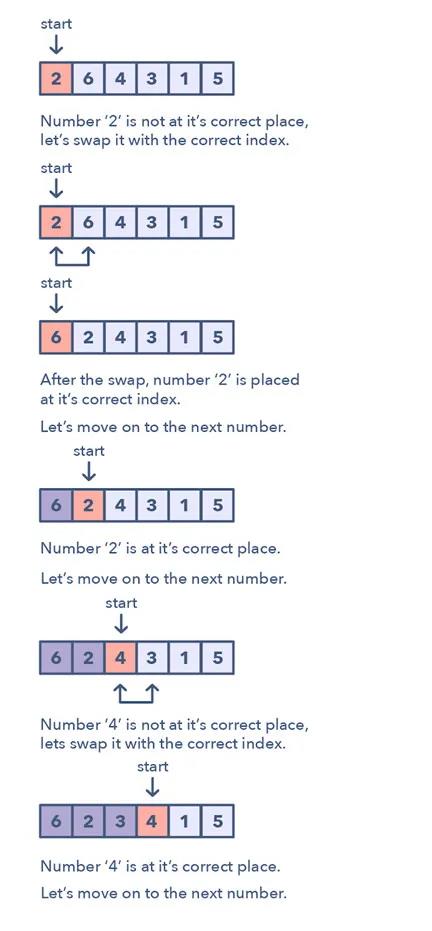 start
2 6 4 3 1 5
Number ‘2’ is not at it’s correct place,
let’s swap it with the correct index.
start
2 6 4 3 1 5
start
6 2 4 3 1 5
After the swap, number ‘2’ is placed
at it’s correct index.
Let’s move on to the next number.
start
6 2 4 3 1 5
Number ‘2’ is at it’s correct place.
Let’s move on to the next number.
start
6 2 4 3 1 5
Number ‘4’ is not at it’s correct place,
lets swap it with the correct index.
start
6 2 3 4 1 5
Number ‘4’ is at it’s correct place.
Let’s move on to the next number.